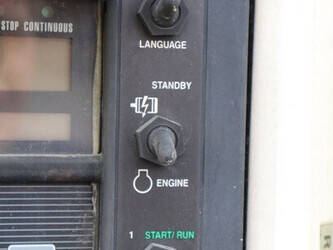 STOP CONTINUOUS
LANGUAGE
STANDBY
ENGINE
1 START/RUN